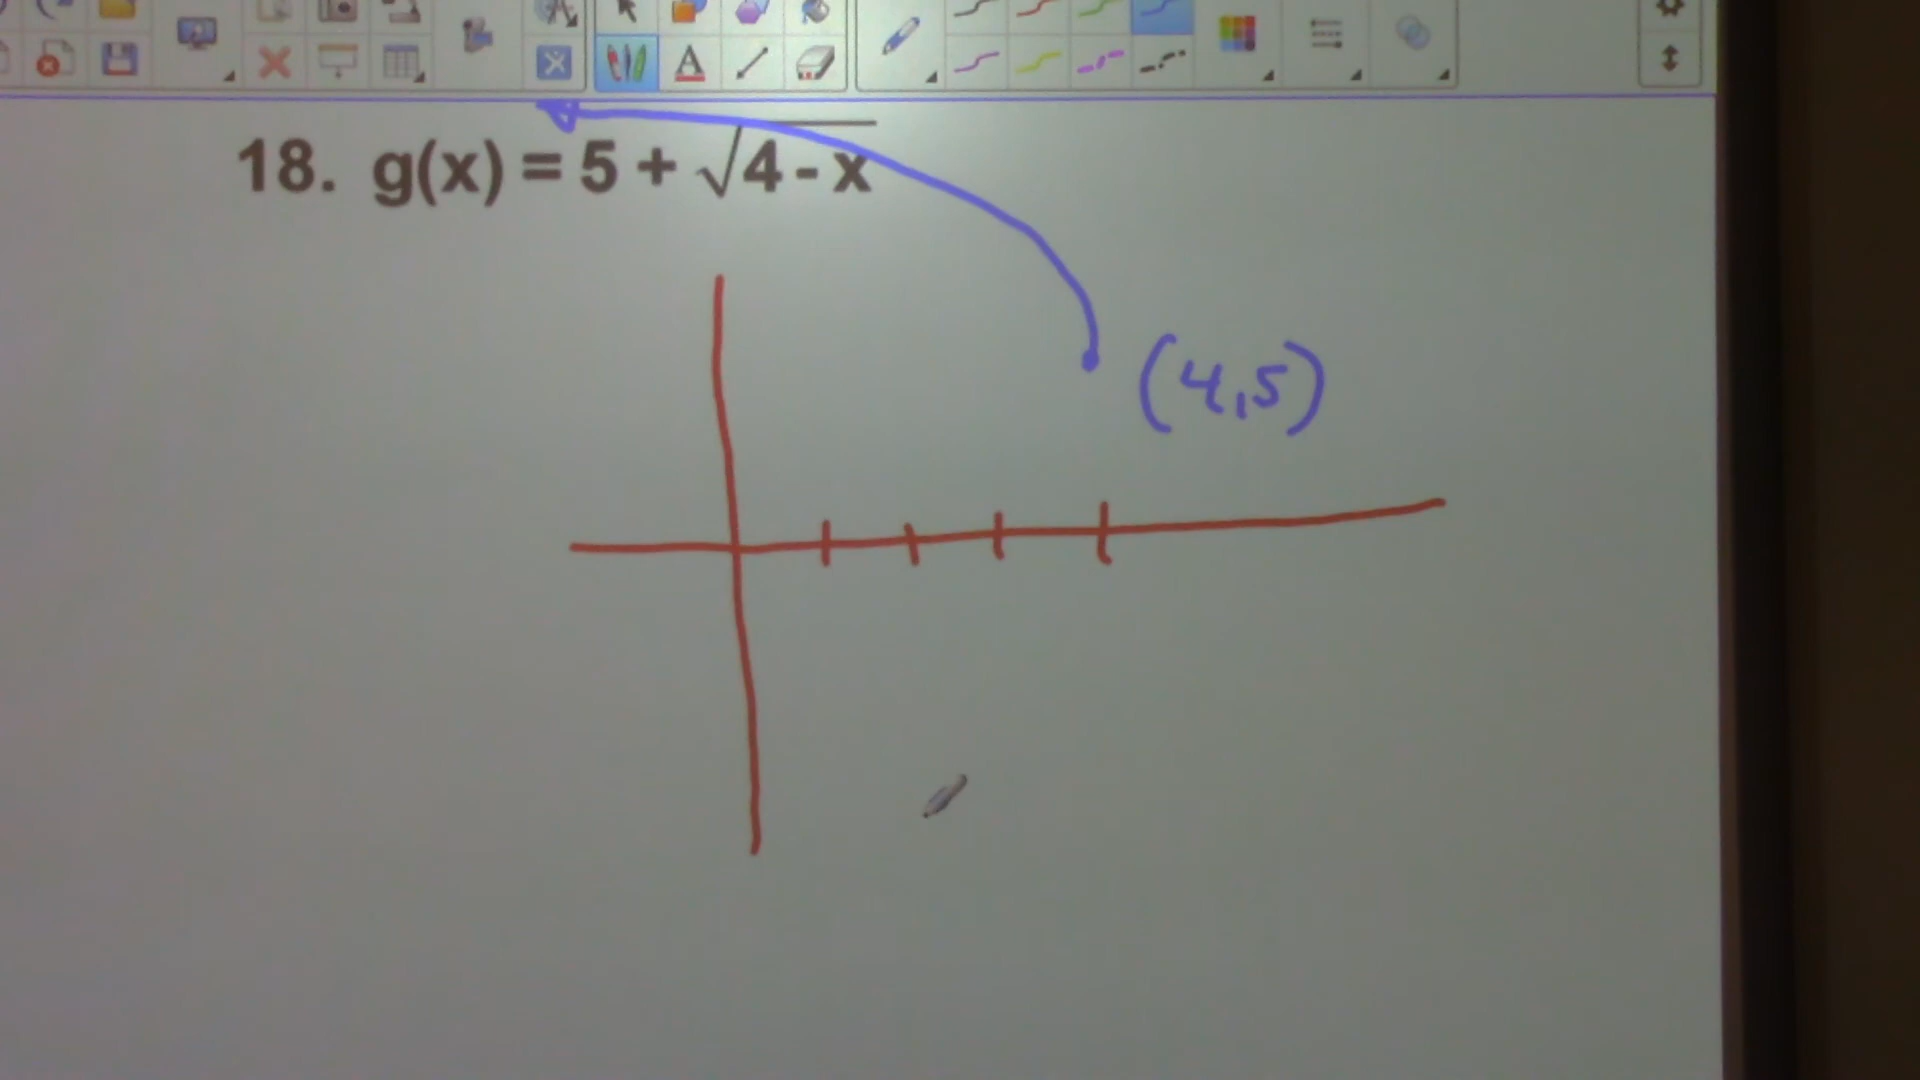 18. g(x) = 5 + √4 - x
(4,5)